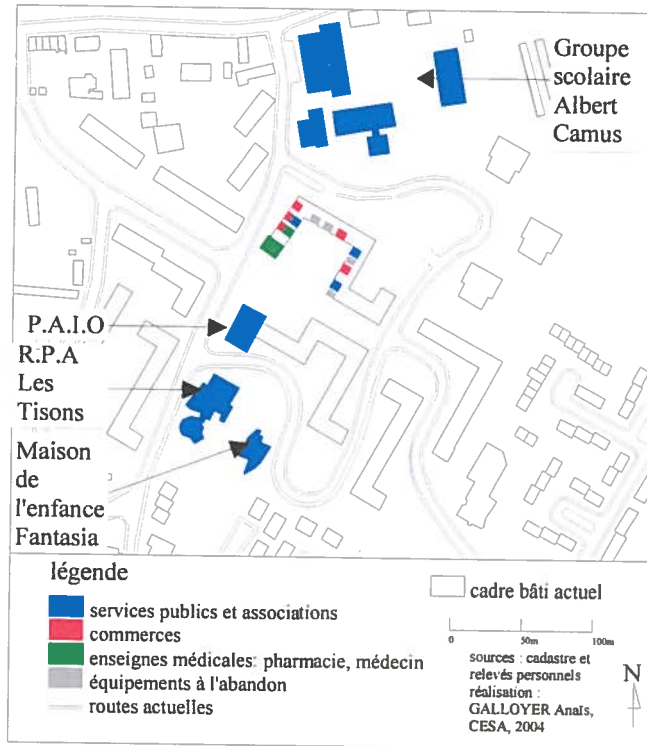 Groupe
scolaire
Albert
Camus
P.A.I.O
R.P.A
Les
Tisons
Maison
de
l'enfance
Fantasia
légende
services publics et associations
commerces
enseignes médicales: pharmacie, médecin
équipements à l'abandon
routes actuelles
cadre bâti actuel
0 50m 100m
sources : cadastre et
relevés personnels
réalisation :
GALLOYER Anaïs,
CESA, 2004
N